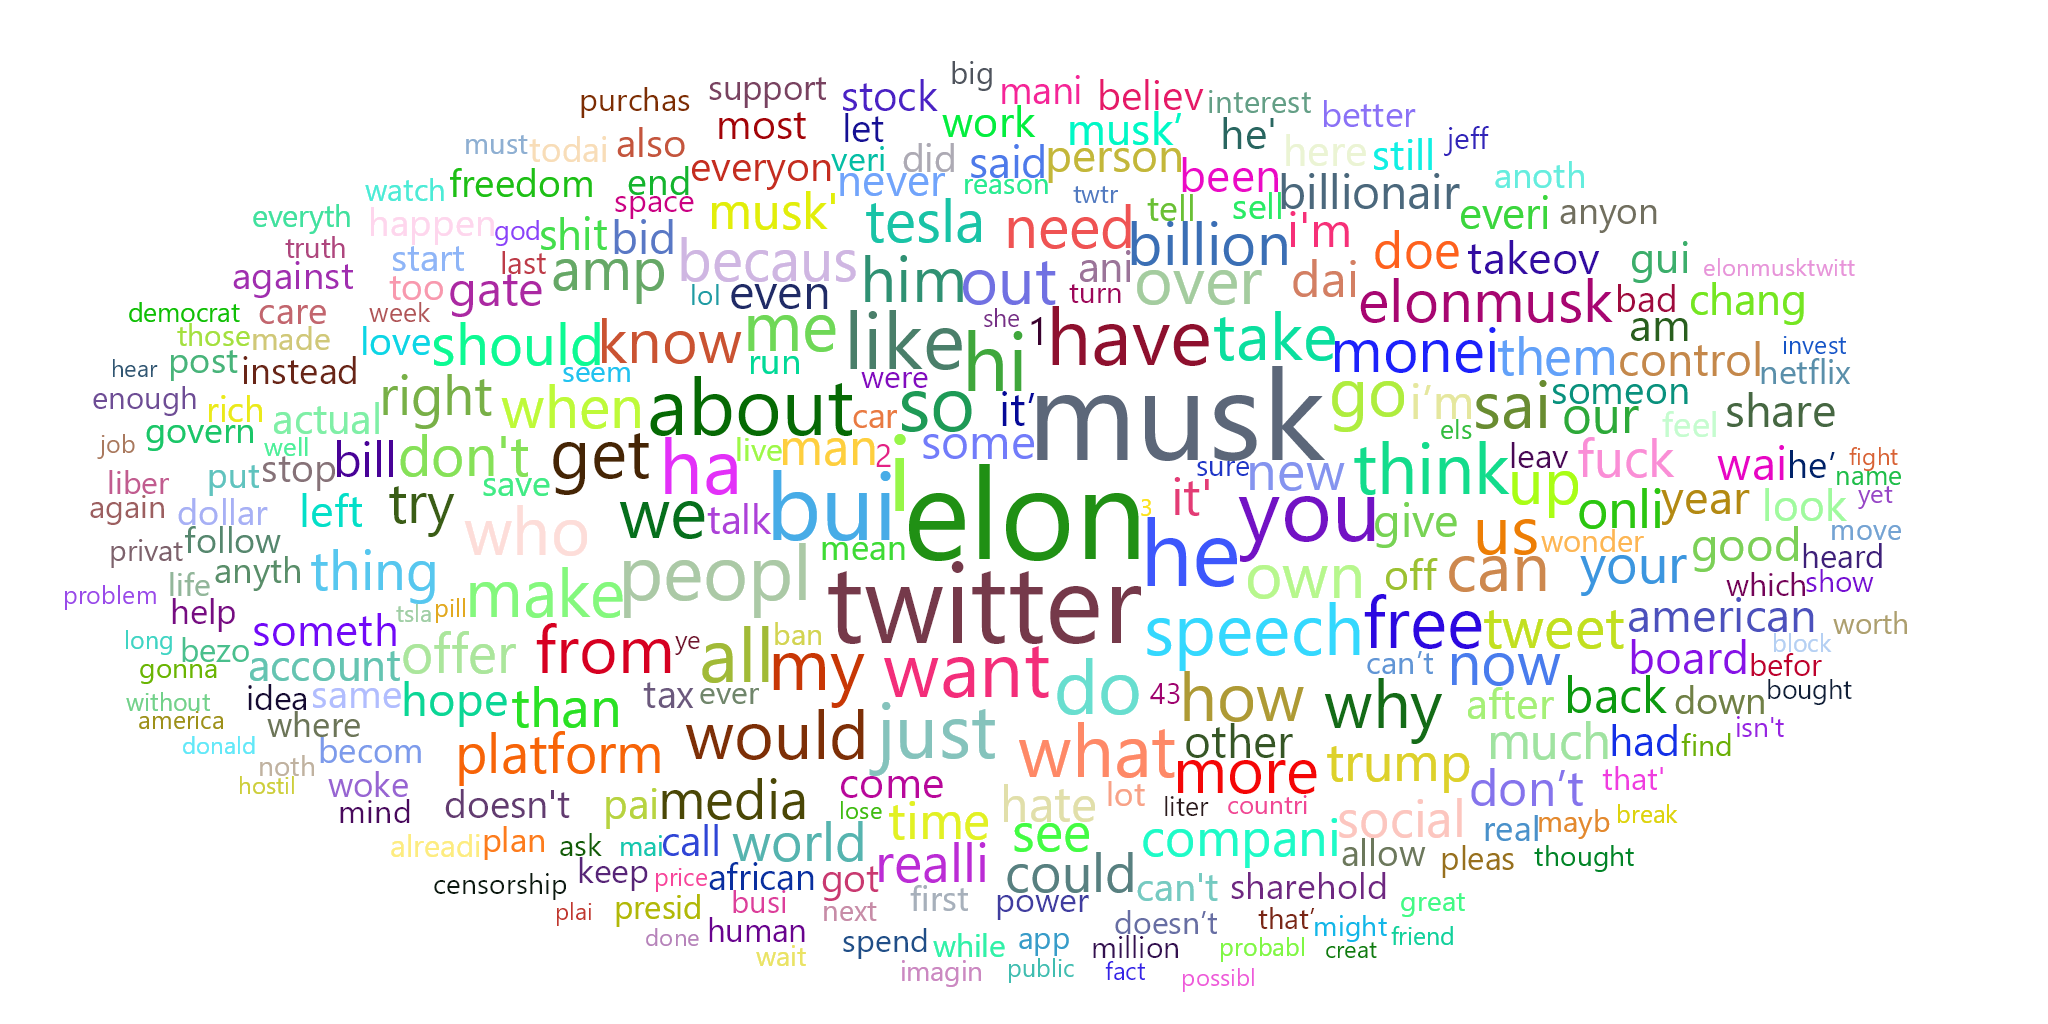 big
purchas support stock mani believ interest better
must todai also most let work musk’ he' here still jeff
watch freedom end everyon veri did said person been billionair anoth
everyth happen space musk' never reason twtr tell sell everi anyon
truth start god shit bid tesla need billion i'm doe takeov gui
against too last gate amp becaus him out ani over dai elonmusk bad elonmusktwitt
democrat care week lol even turn chang
those made love should know me like hi she 1 have take monei them am control invest
hear post instead seem run were netflix
enough rich actual right when about car so it’ musk go i’m sai someon our share
job govern well els feel
liber put stop bill don't get ha live man 2 some i sure new think leav fuck wai he’ fight name
again dollar left try save we talk bui elon 3 it' you up onli year look yet
privat follow who mean he give us wonder good move
life anyth thing peopl own off can your heard
problem help tsla pill make twitter which show
long someth offer from ye all ban speech free tweet american worth
gonna bezo account my want do can’t now board befor block
without idea same hope than tax ever 43 how why after back down bought
america where isn't
donald noth becom platform would just what other trump much had find
hostil woke more don’t that'
mind doesn't pai media come hate lot liter countri
alreadi plan ask mai call world lose time see compani social real mayb break
keep price realli allow pleas thought
censorship african got could can't sharehold
plai presid busi next first power great
done human doesn’t that’ might friend
wait spend while app million probabl creat
imagin public fact possibl